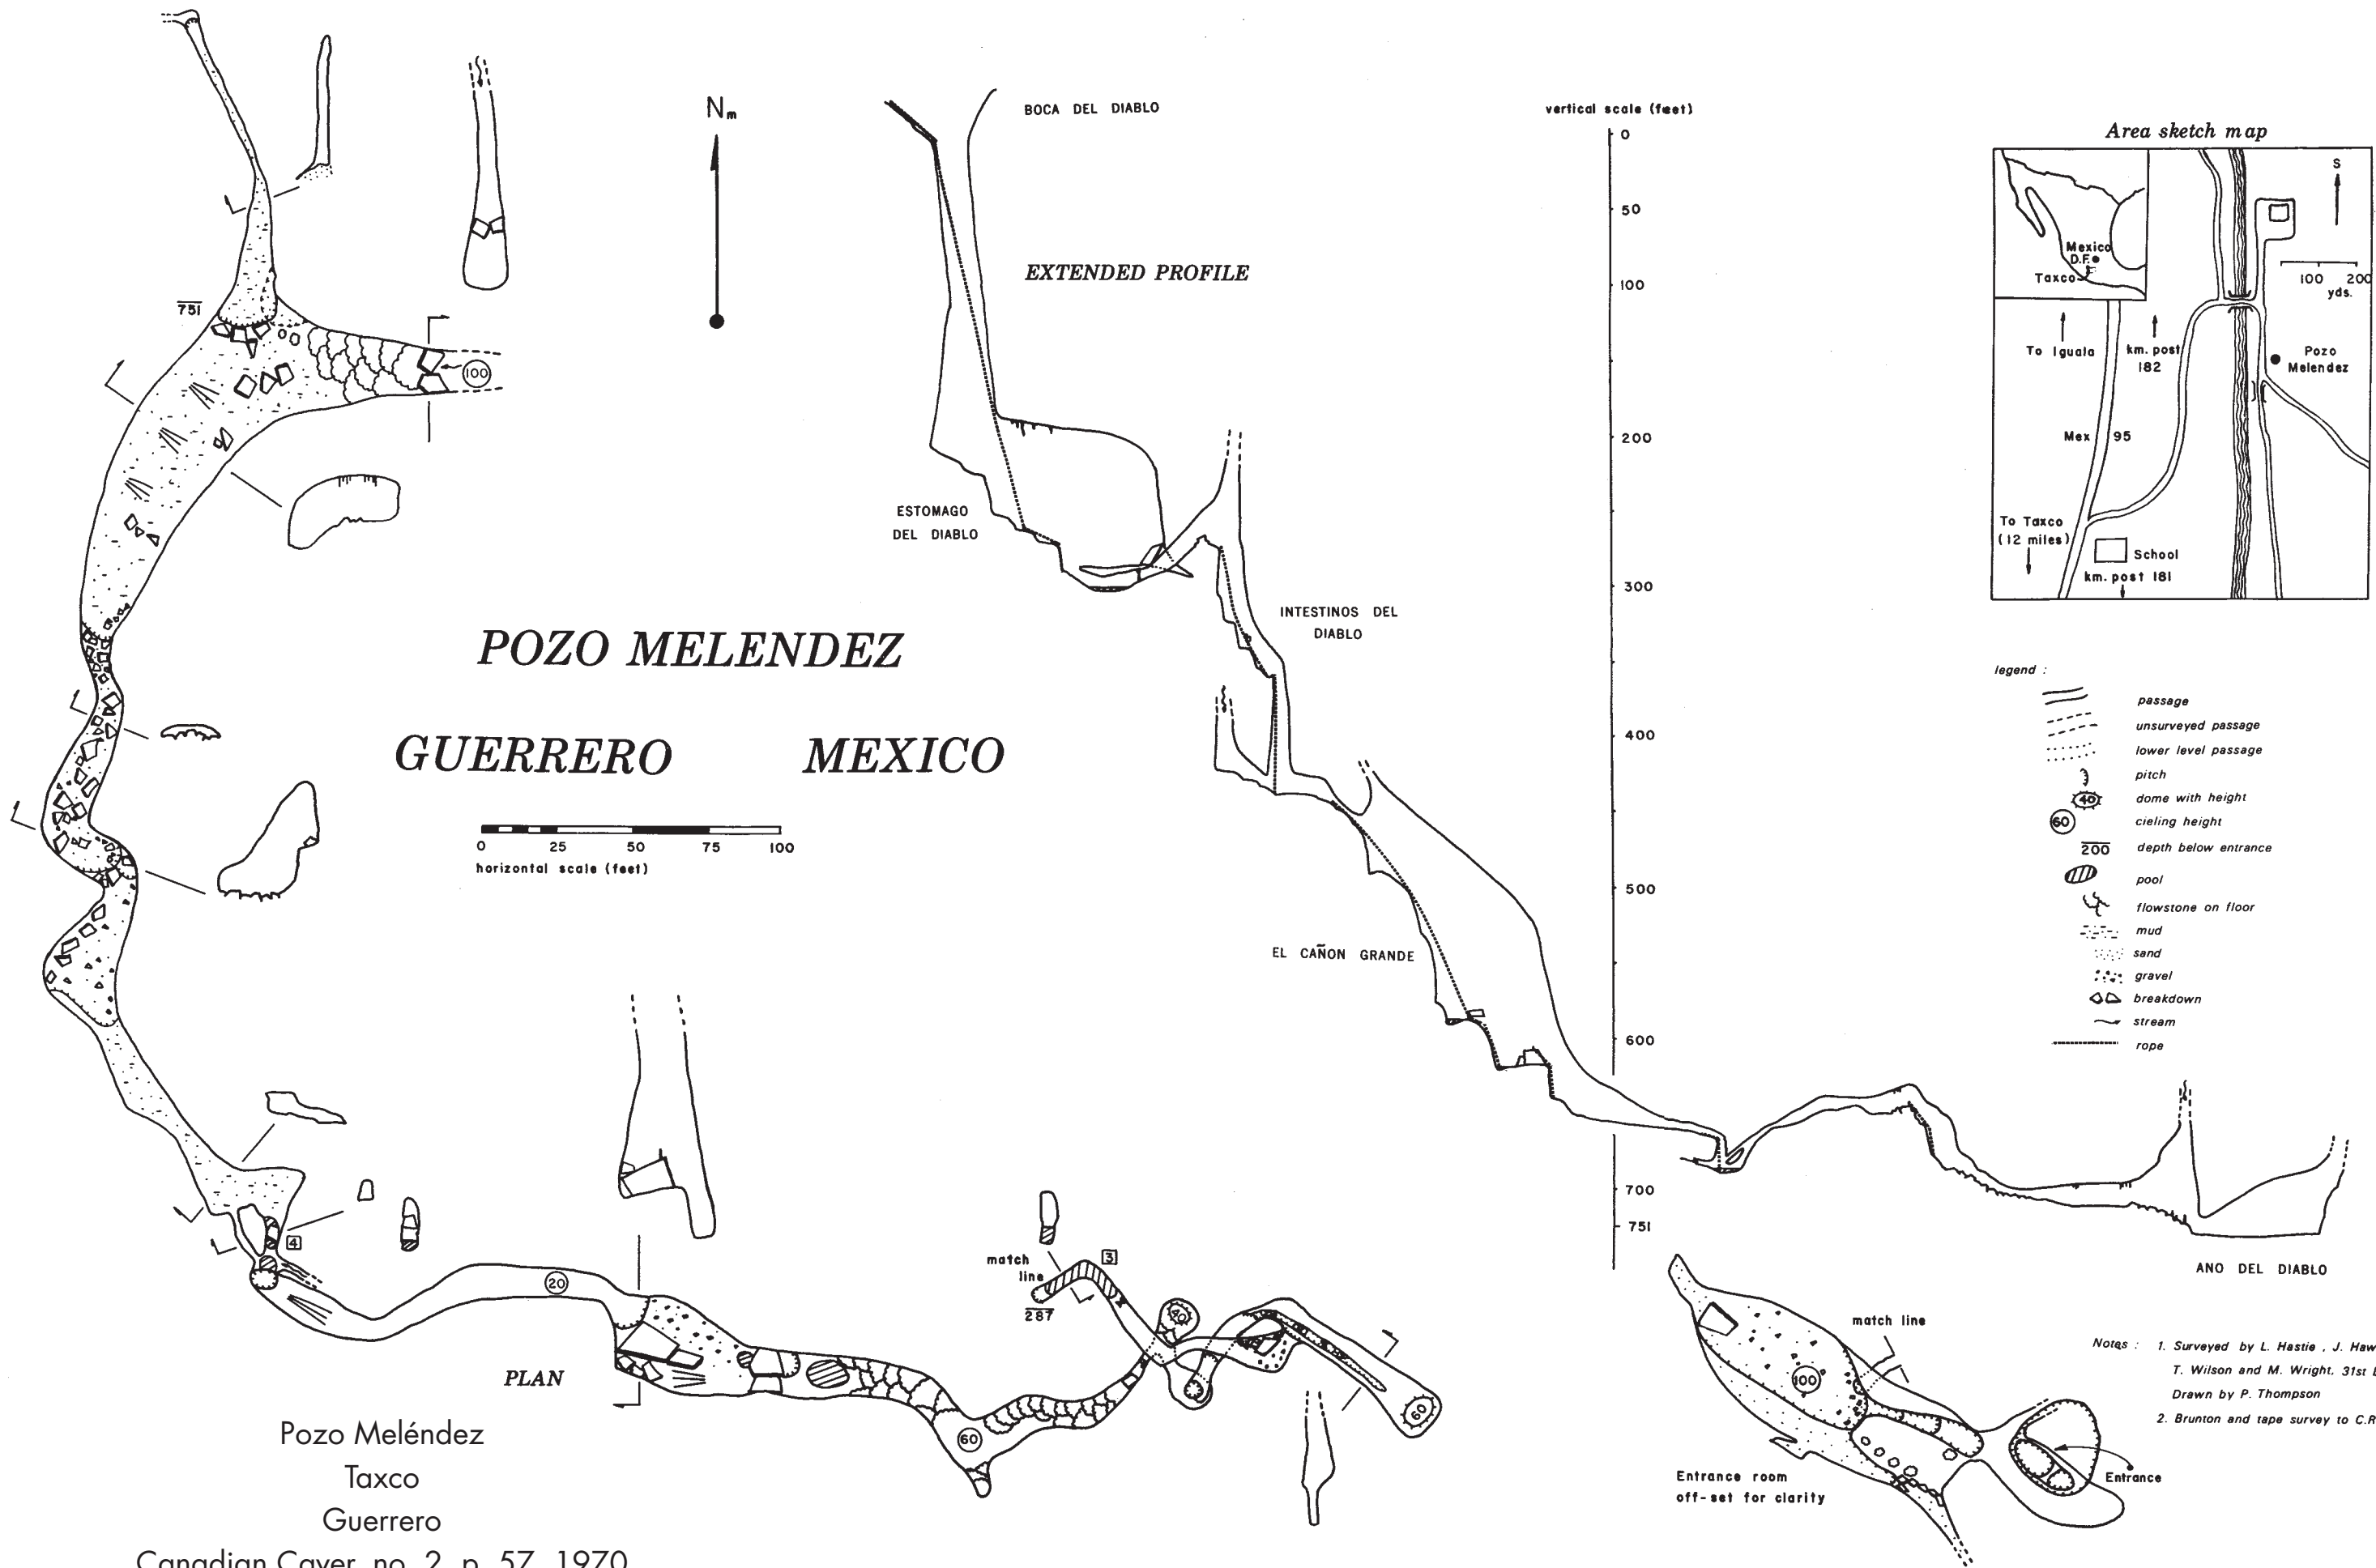 N m
BOCA DEL DIABLO
EXTENDED PROFILE
ESTOMAGO
DEL DIABLO
INTESTINOS DEL
DIABLO
EL CAÑON GRANDE
ANO DEL DIABLO
vertical scale (feet)
0
50
100
200
300
400
500
600
700
751
Area sketch map
S
Mexico
D.F.
Taxco
100 200
yds.
To Iguala
km. post
182
Pozo
Melendez
Mex 95
To Taxco
(12 miles)
School
km. post 181
legend :
passage
unsurveyed passage
lower level passage
pitch
40 dome with height
60 cieling height
200 depth below entrance
pool
flowstone on floor
mud
sand
gravel
breakdown
stream
rope
751
100
POZO MELENDEZ
GUERRERO MEXICO
0 25 50 75 100
horizontal scale (feet)
4
20
PLAN
60
match
line
287
3
40
60
match line
100
Entrance
Entrance room
off-set for clarity
Notes : 1. Surveyed by L. Hastie , J. Haw
T. Wilson and M. Wright. 31st
Drawn by P. Thompson
2. Brunton and tape survey to C.R
Pozo Meléndez
Taxco
Guerrero
Canadian Caver, no. 2, p. 57, 1970